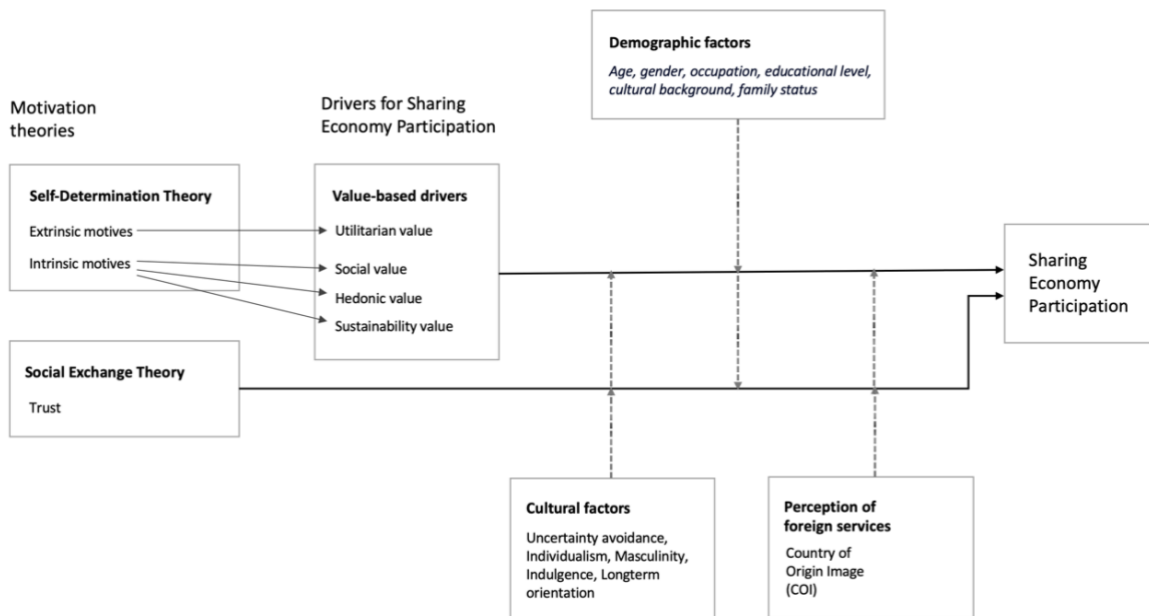 Demographic factors
Age, gender, occupation, educational level,
cultural background, family status
Motivation
theories
Drivers for Sharing
Economy Participation
Self-Determination Theory
Extrinsic motives
Intrinsic motives
Value-based drivers
Utilitarian value
Social value
Hedonic value
Sustainability value
Sharing
Economy
Participation
Social Exchange Theory
Trust
Cultural factors
Uncertainty avoidance,
Individualism, Masculinity,
Indulgence, Longterm
orientation
Perception of
foreign services
Country of
Origin Image
(COI)